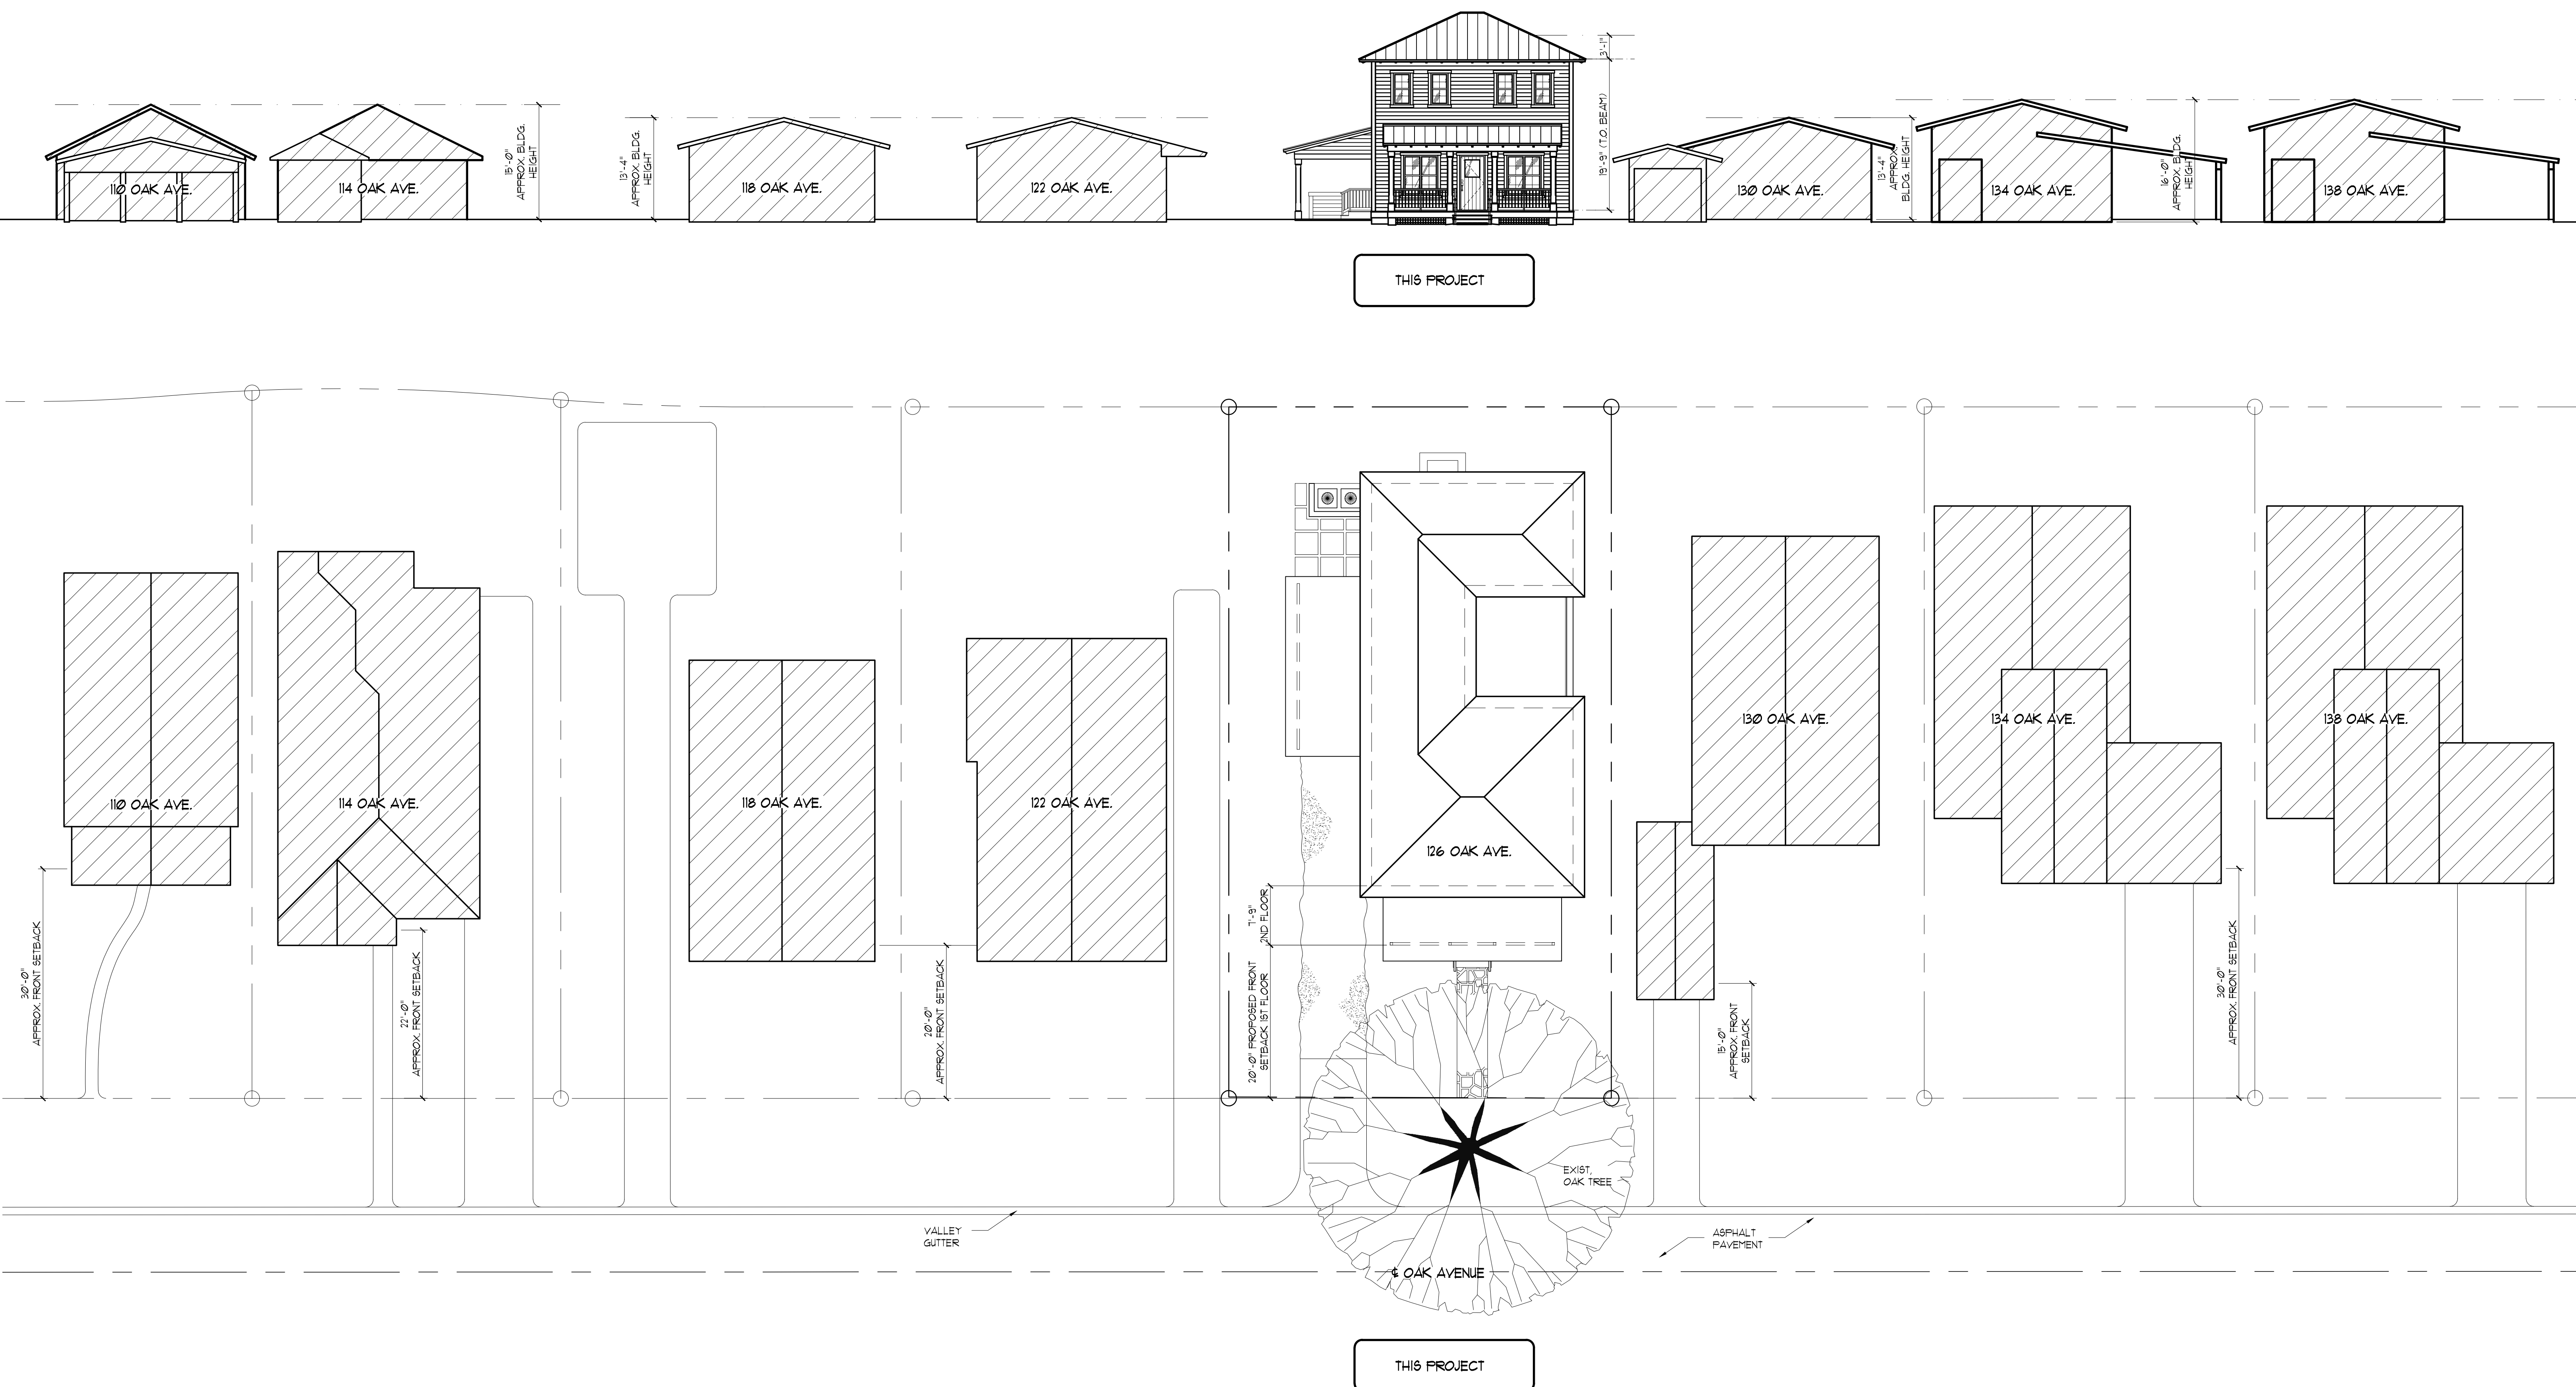 3'-1"
19'-9" (T.O. BEAM)
15'-0"
APPROX. BLDG.
HEIGHT
13'-4"
APPROX. BLDG.
HEIGHT
13'-4"
APPROX.
BLDG. HEIGHT
16'-0"
APPROX. BLDG.
HEIGHT
110 OAK AVE.
114 OAK AVE.
118 OAK AVE.
122 OAK AVE.
130 OAK AVE.
134 OAK AVE.
138 OAK AVE.
THIS PROJECT
130 OAK AVE.
134 OAK AVE.
138 OAK AVE.
110 OAK AVE.
114 OAK AVE.
118 OAK AVE.
122 OAK AVE.
126 OAK AVE.
30'-0"
APPROX. FRONT SETBACK
22'-0"
APPROX. FRONT SETBACK
20'-0"
APPROX. FRONT SETBACK
7'-9"
2ND FLOOR
20'-0" PROPOSED FRONT
SETBACK 1ST FLOOR
15'-0"
APPROX. FRONT
SETBACK
30'-0"
APPROX. FRONT SETBACK
EXIST,
OAK TREE
VALLEY
GUTTER
ASPHALT
PAVEMENT
℄ OAK AVENUE
THIS PROJECT